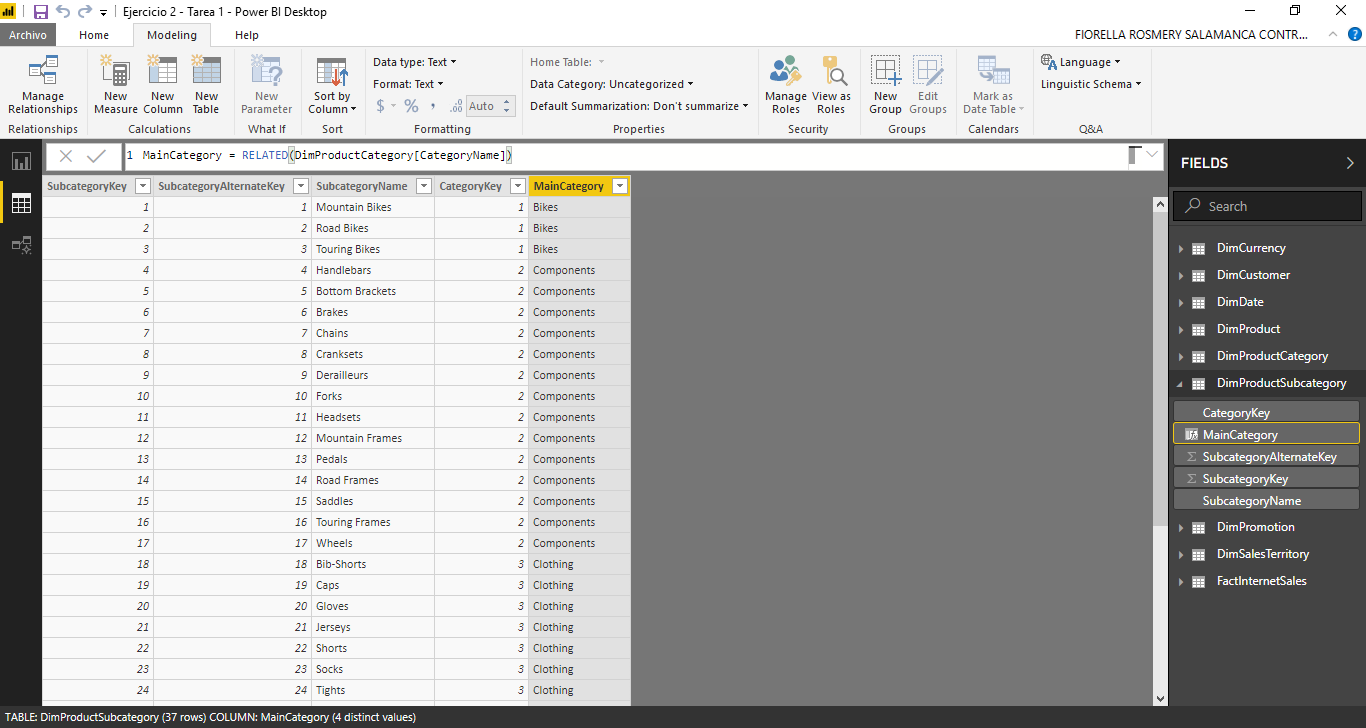 Ejercicio 2 - Tarea 1 - Power BI Desktop
Archivo Home Modeling Help FIORELLA ROSMERY SALAMANCA CONTR... ?
Manage Relationships
New Measure
New Column
New Table
New Parameter
Sort by Column
Data type: Text
Format: Text
$ % , .00 Auto
Home Table:
Data Category: Uncategorized
Default Summarization: Don't summarize
Manage Roles
View as Roles
New Group
Edit Groups
Mark as Date Table
Language
Linguistic Schema
Relationships Calculations What If Sort Formatting Properties Security Groups Calendars Q&A
1 MainCategory = RELATED(DimProductCategory[CategoryName])
SubcategoryKey SubcategoryAlternateKey SubcategoryName CategoryKey MainCategory
1 1 Mountain Bikes 1 Bikes
2 2 Road Bikes 1 Bikes
3 3 Touring Bikes 1 Bikes
4 4 Handlebars 2 Components
5 5 Bottom Brackets 2 Components
6 6 Brakes 2 Components
7 7 Chains 2 Components
8 8 Cranksets 2 Components
9 9 Derailleurs 2 Components
10 10 Forks 2 Components
11 11 Headsets 2 Components
12 12 Mountain Frames 2 Components
13 13 Pedals 2 Components
14 14 Road Frames 2 Components
15 15 Saddles 2 Components
16 16 Touring Frames 2 Components
17 17 Wheels 2 Components
18 18 Bib-Shorts 3 Clothing
19 19 Caps 3 Clothing
20 20 Gloves 3 Clothing
21 21 Jerseys 3 Clothing
22 22 Shorts 3 Clothing
23 23 Socks 3 Clothing
24 24 Tights 3 Clothing
FIELDS
Search
DimCurrency
DimCustomer
DimDate
DimProduct
DimProductCategory
DimProductSubcategory
CategoryKey
MainCategory
Σ SubcategoryAlternateKey
Σ SubcategoryKey
SubcategoryName
DimPromotion
DimSalesTerritory
FactInternetSales
TABLE: DimProductSubcategory (37 rows) COLUMN: MainCategory (4 distinct values)